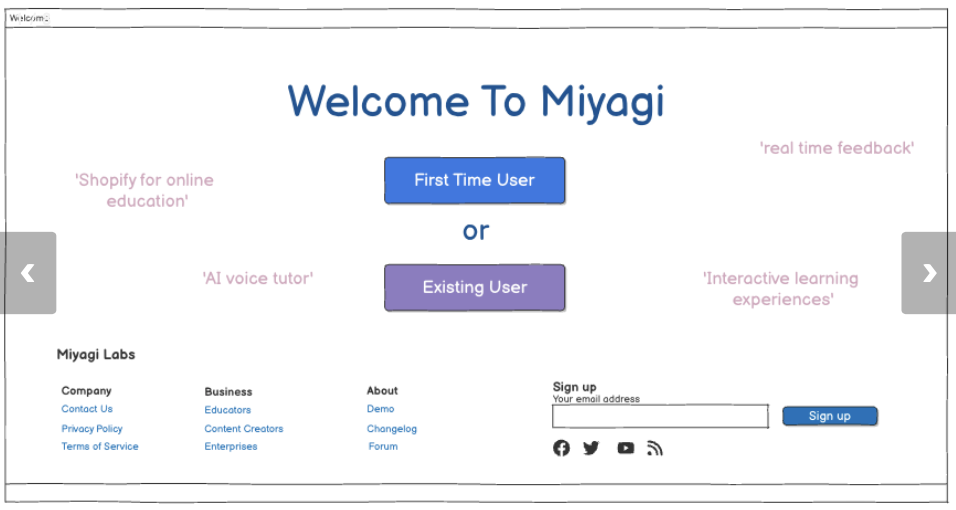 Welcome
Welcome To Miyagi
'real time feedback'
First Time User
'Shopify for online
education'
or
'AI voice tutor'
Existing User
'Interactive learning
experiences'
Miyagi Labs
Company
Contact Us
Privacy Policy
Terms of Service
Business
Educators
Content Creators
Enterprises
About
Demo
Changelog
Forum
Sign up
Your email address
Sign up